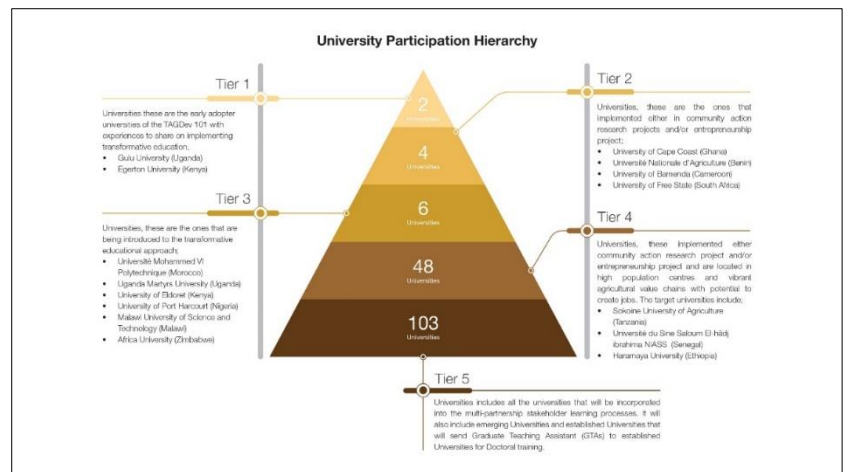 University Participation Hierarchy
Tier 1
Universities these are the early adopter
universities of the TAGDev 101 with
experiences to share on implementing
transformative education,
• Gulu University (Uganda)
• Egerton University (Kenya)
Tier 2
Universities, these are the ones that
implemented either in community action
research projects and/or entrepreneurship
project;
• University of Cape Coast (Ghana)
• Université Nationale d'Agriculture (Benin)
• University of Bamenda (Cameroon)
• University of Free State (South Africa)
Tier 3
Universities, these are the ones that are
being introduced to the transformative
educational approach;
• Université Mohammed VI
Polytechnique (Morocco)
• Uganda Martyrs University (Uganda)
• University of Eldoret (Kenya)
• University of Port Harcourt (Nigeria)
• Malawi University of Science and
Technology (Malawi)
• Africa University (Zimbabwe)
Tier 4
Universities, these implemented either
community action research project and/or
entrepreneurship project and are located in
high population centres and vibrant
agricultural value chains with potential to
create jobs. The target universities include;
• Sokoine University of Agriculture
(Tanzania)
• Université du Sine Saloum El-hâdj
ibrahima NIASS (Senegal)
• Haramaya University (Ethiopia)
2
Universities
4
Universities
6
Universities
48
Universities
103
Universities
Tier 5
Universities includes all the universities that will be incorporated
into the multi-partnership stakeholder learning processes. It will
also include emerging Universities and established Universities that
will send Graduate Teaching Assistant (GTAs) to established
Universities for Doctoral training.